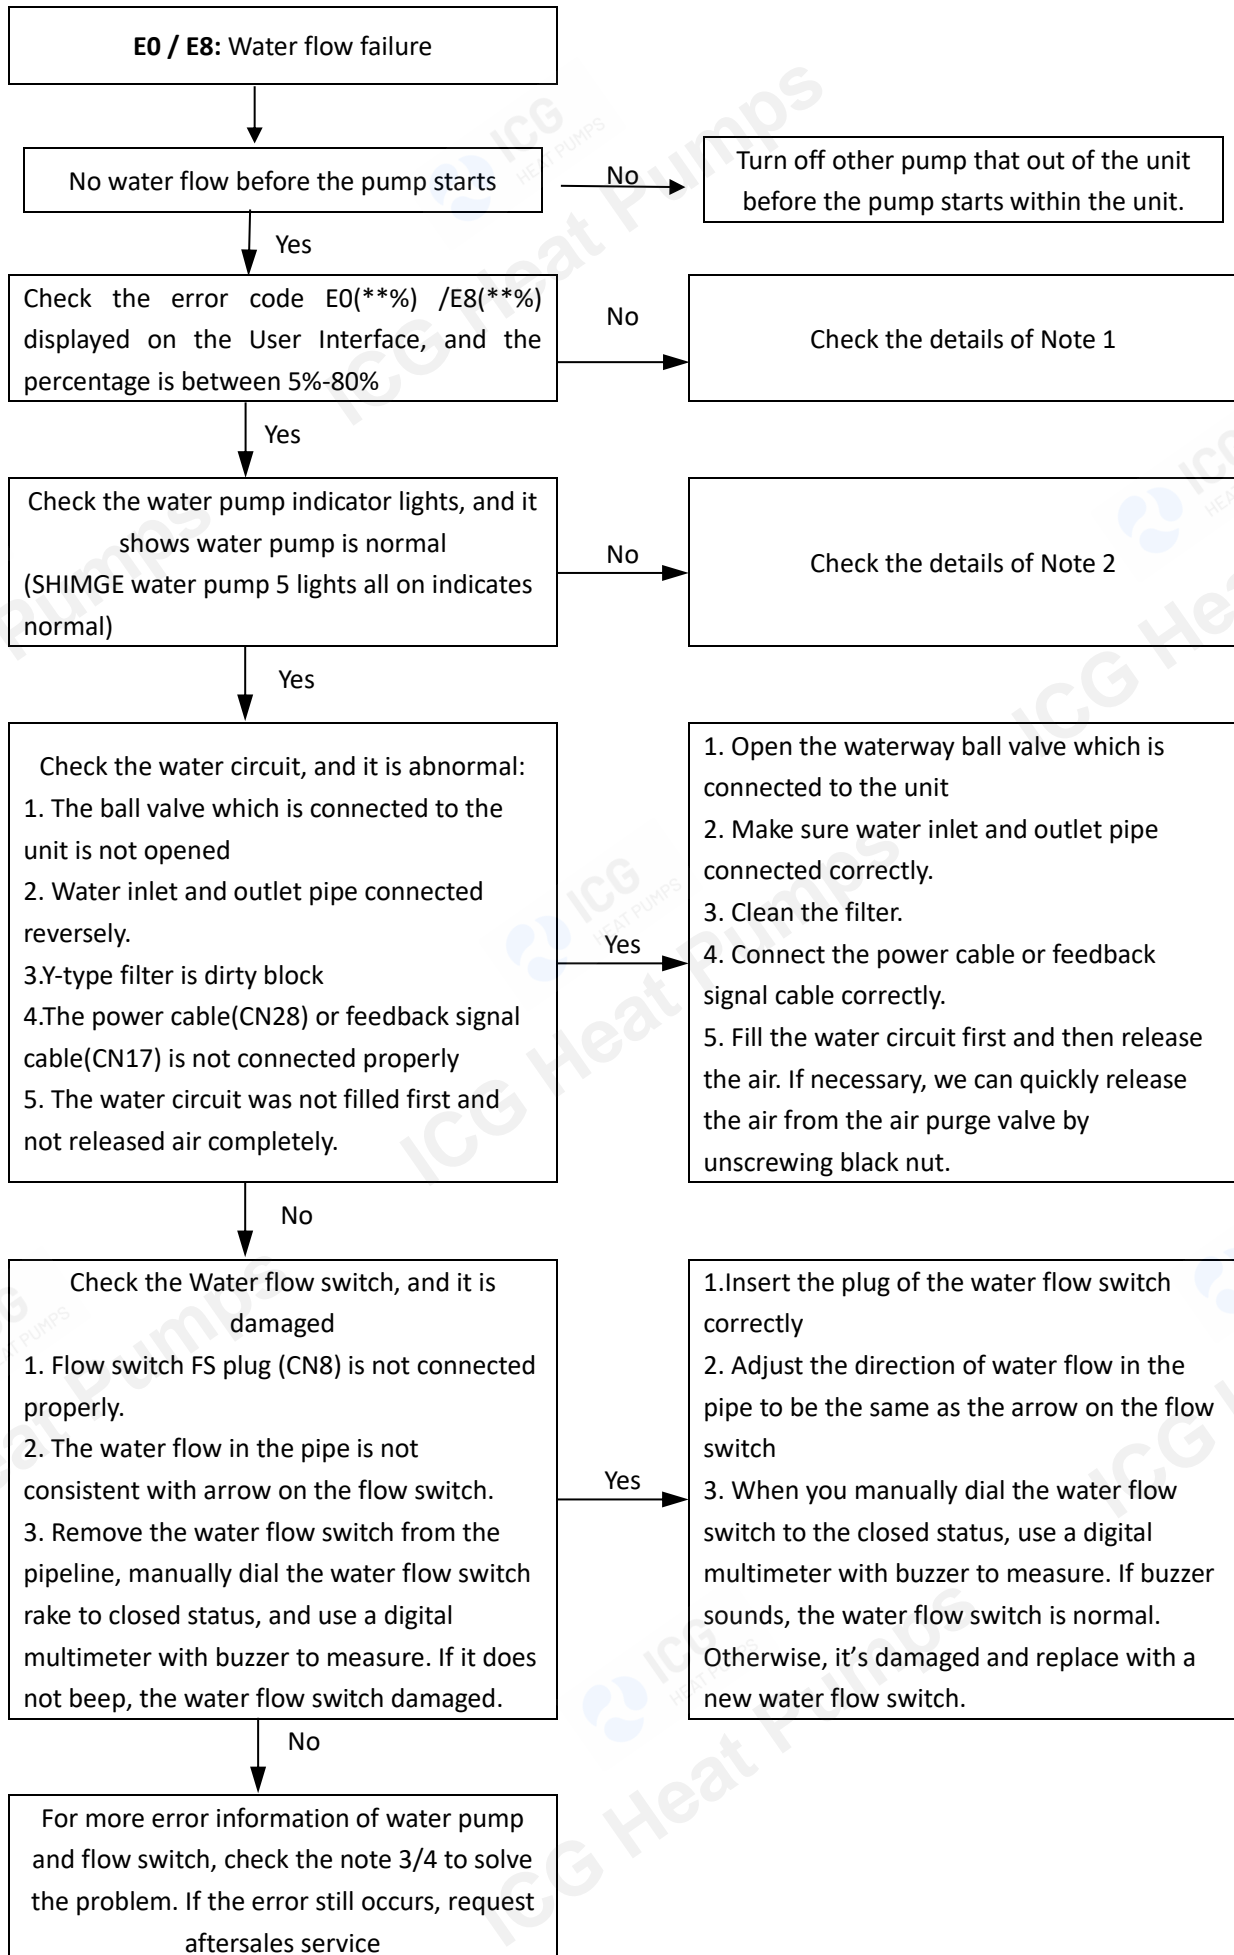 E0 / E8: Water flow failure
No water flow before the pump starts
No
Turn off other pump that out of the unit
before the pump starts within the unit.
Yes
Check the error code E0(**%) /E8(**%)
displayed on the User Interface, and the
percentage is between 5%-80%
No
Check the details of Note 1
Yes
Check the water pump indicator lights, and it
shows water pump is normal
(SHIMGE water pump 5 lights all on indicates
normal)
No
Check the details of Note 2
Yes
Check the water circuit, and it is abnormal:
1. The ball valve which is connected to the
unit is not opened
2. Water inlet and outlet pipe connected
reversely.
3.Y-type filter is dirty block
4.The power cable(CN28) or feedback signal
cable(CN17) is not connected properly
5. The water circuit was not filled first and
not released air completely.
Yes
1. Open the waterway ball valve which is
connected to the unit
2. Make sure water inlet and outlet pipe
connected correctly.
3. Clean the filter.
4. Connect the power cable or feedback
signal cable correctly.
5. Fill the water circuit first and then release
the air. If necessary, we can quickly release
the air from the air purge valve by
unscrewing black nut.
No
Check the Water flow switch, and it is
damaged
1. Flow switch FS plug (CN8) is not connected
properly.
2. The water flow in the pipe is not
consistent with arrow on the flow switch.
3. Remove the water flow switch from the
pipeline, manually dial the water flow switch
rake to closed status, and use a digital
multimeter with buzzer to measure. If it does
not beep, the water flow switch damaged.
Yes
1.Insert the plug of the water flow switch
correctly
2. Adjust the direction of water flow in the
pipe to be the same as the arrow on the flow
switch
3. When you manually dial the water flow
switch to the closed status, use a digital
multimeter with buzzer to measure. If buzzer
sounds, the water flow switch is normal.
Otherwise, it’s damaged and replace with a
new water flow switch.
No
For more error information of water pump
and flow switch, check the note 3/4 to solve
the problem. If the error still occurs, request
aftersales service
ICG
HEAT PUMPS
ICG Heat Pumps
ICG
HEAT PUMPS
ICG Heat Pumps
ICG
HEAT PUMPS
ICG Heat Pumps